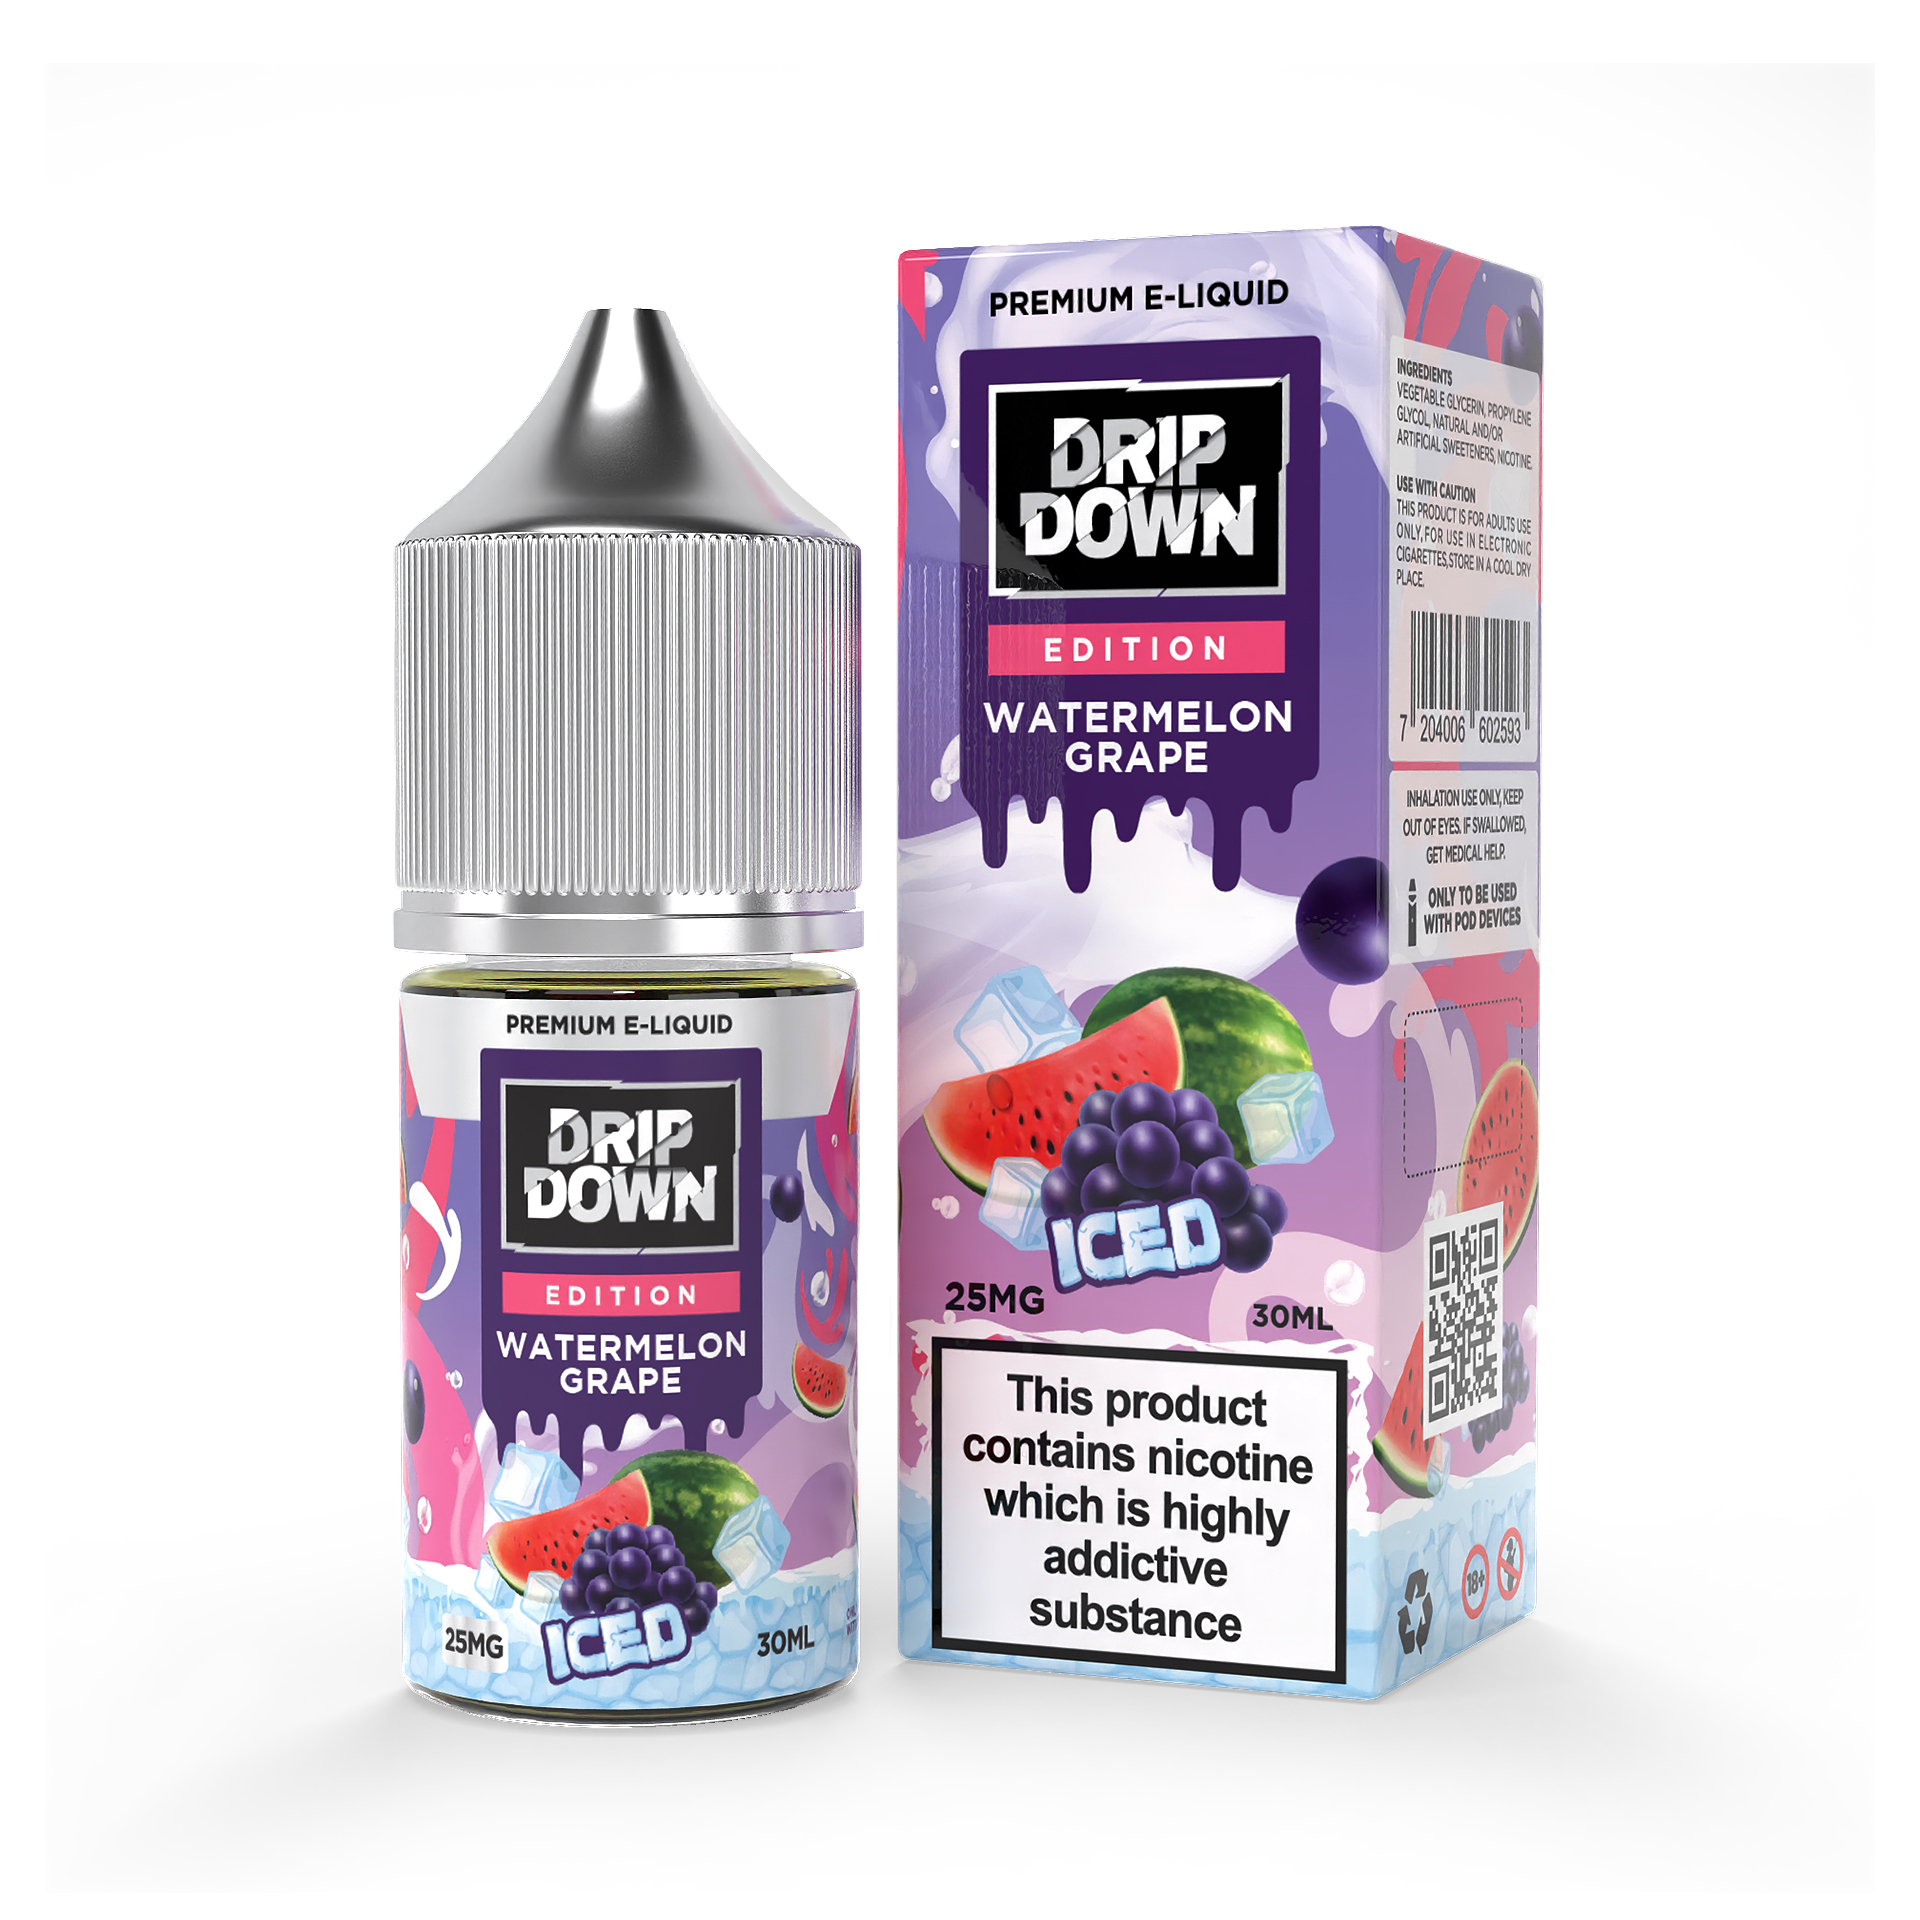 PREMIUM E-LIQUID
DRIP
DOWN
EDITION
WATERMELON
GRAPE
ICED
25MG
30ML
PREMIUM E-LIQUID
DRIP
DOWN
EDITION
WATERMELON
GRAPE
ICED
25MG
30ML
This product
contains nicotine
which is highly
addictive
substance
INGREDIENTS
VEGETABLE GLYCERIN, PROPYLENE
GLYCOL, NATURAL AND/OR
ARTIFICIAL SWEETENERS, NICOTINE.
USE WITH CAUTION
THIS PRODUCT IS FOR ADULTS USE
ONLY,FOR USE IN ELECTRONIC
CIGARETTES,STORE IN A COOL DRY
PLACE.
7 204006 602593
INHALATION USE ONLY, KEEP
OUT OF EYES. IF SWALLOWED,
GET MEDICAL HELP.
ONLY TO BE USED
WITH POD DEVICES
18+